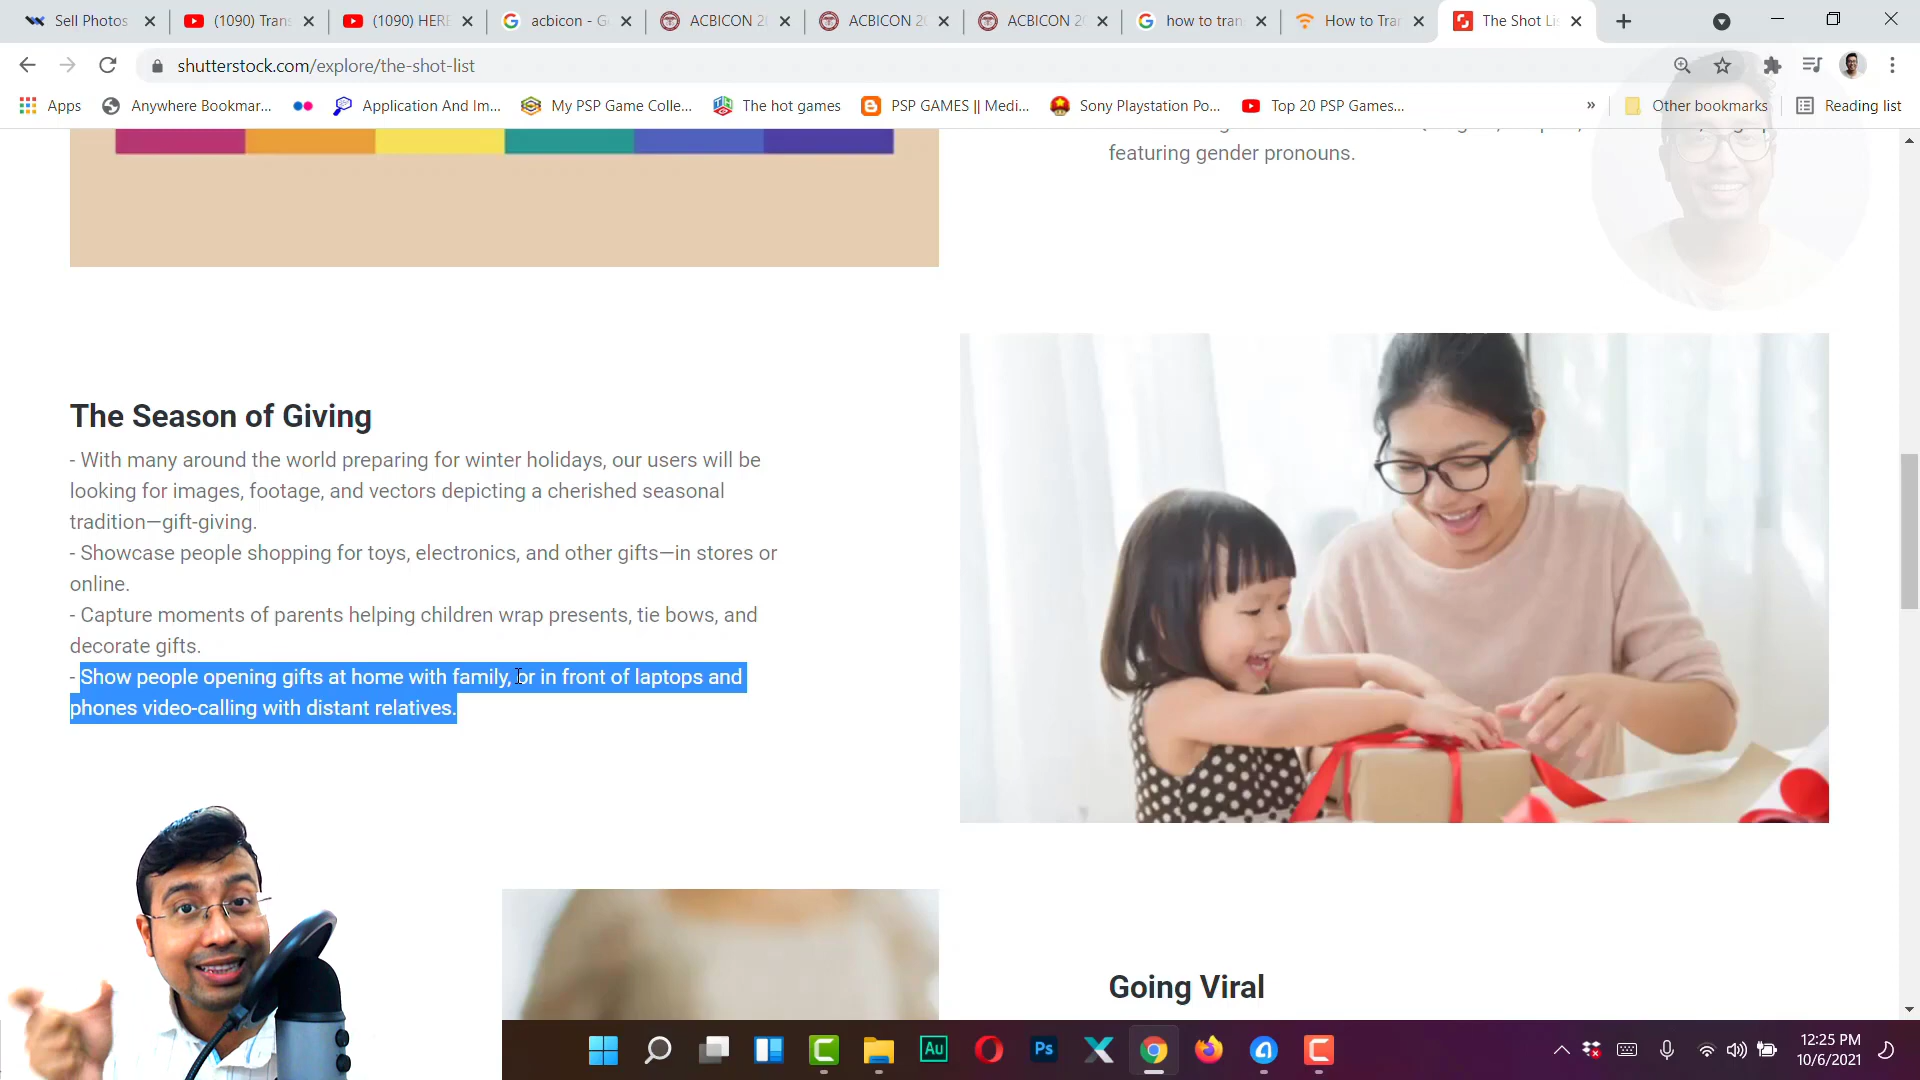 Sell Photos (1090) Tran (1090) HERE acbicon - G ACBICON 2 ACBICON 2 ACBICON 2 how to tran How to Tra The Shot Li
shutterstock.com/explore/the-shot-list
Apps Anywhere Bookmar... Application And Im... My PSP Game Colle... The hot games PSP GAMES || Medi... Sony Playstation Po... Top 20 PSP Games... » Other bookmarks Reading list
featuring gender pronouns.
The Season of Giving
- With many around the world preparing for winter holidays, our users will be
looking for images, footage, and vectors depicting a cherished seasonal
tradition—gift-giving.
- Showcase people shopping for toys, electronics, and other gifts—in stores or
online.
- Capture moments of parents helping children wrap presents, tie bows, and
decorate gifts.
- Show people opening gifts at home with family, or in front of laptops and
phones video-calling with distant relatives.
Going Viral
Au Ps
12:25 PM
10/6/2021